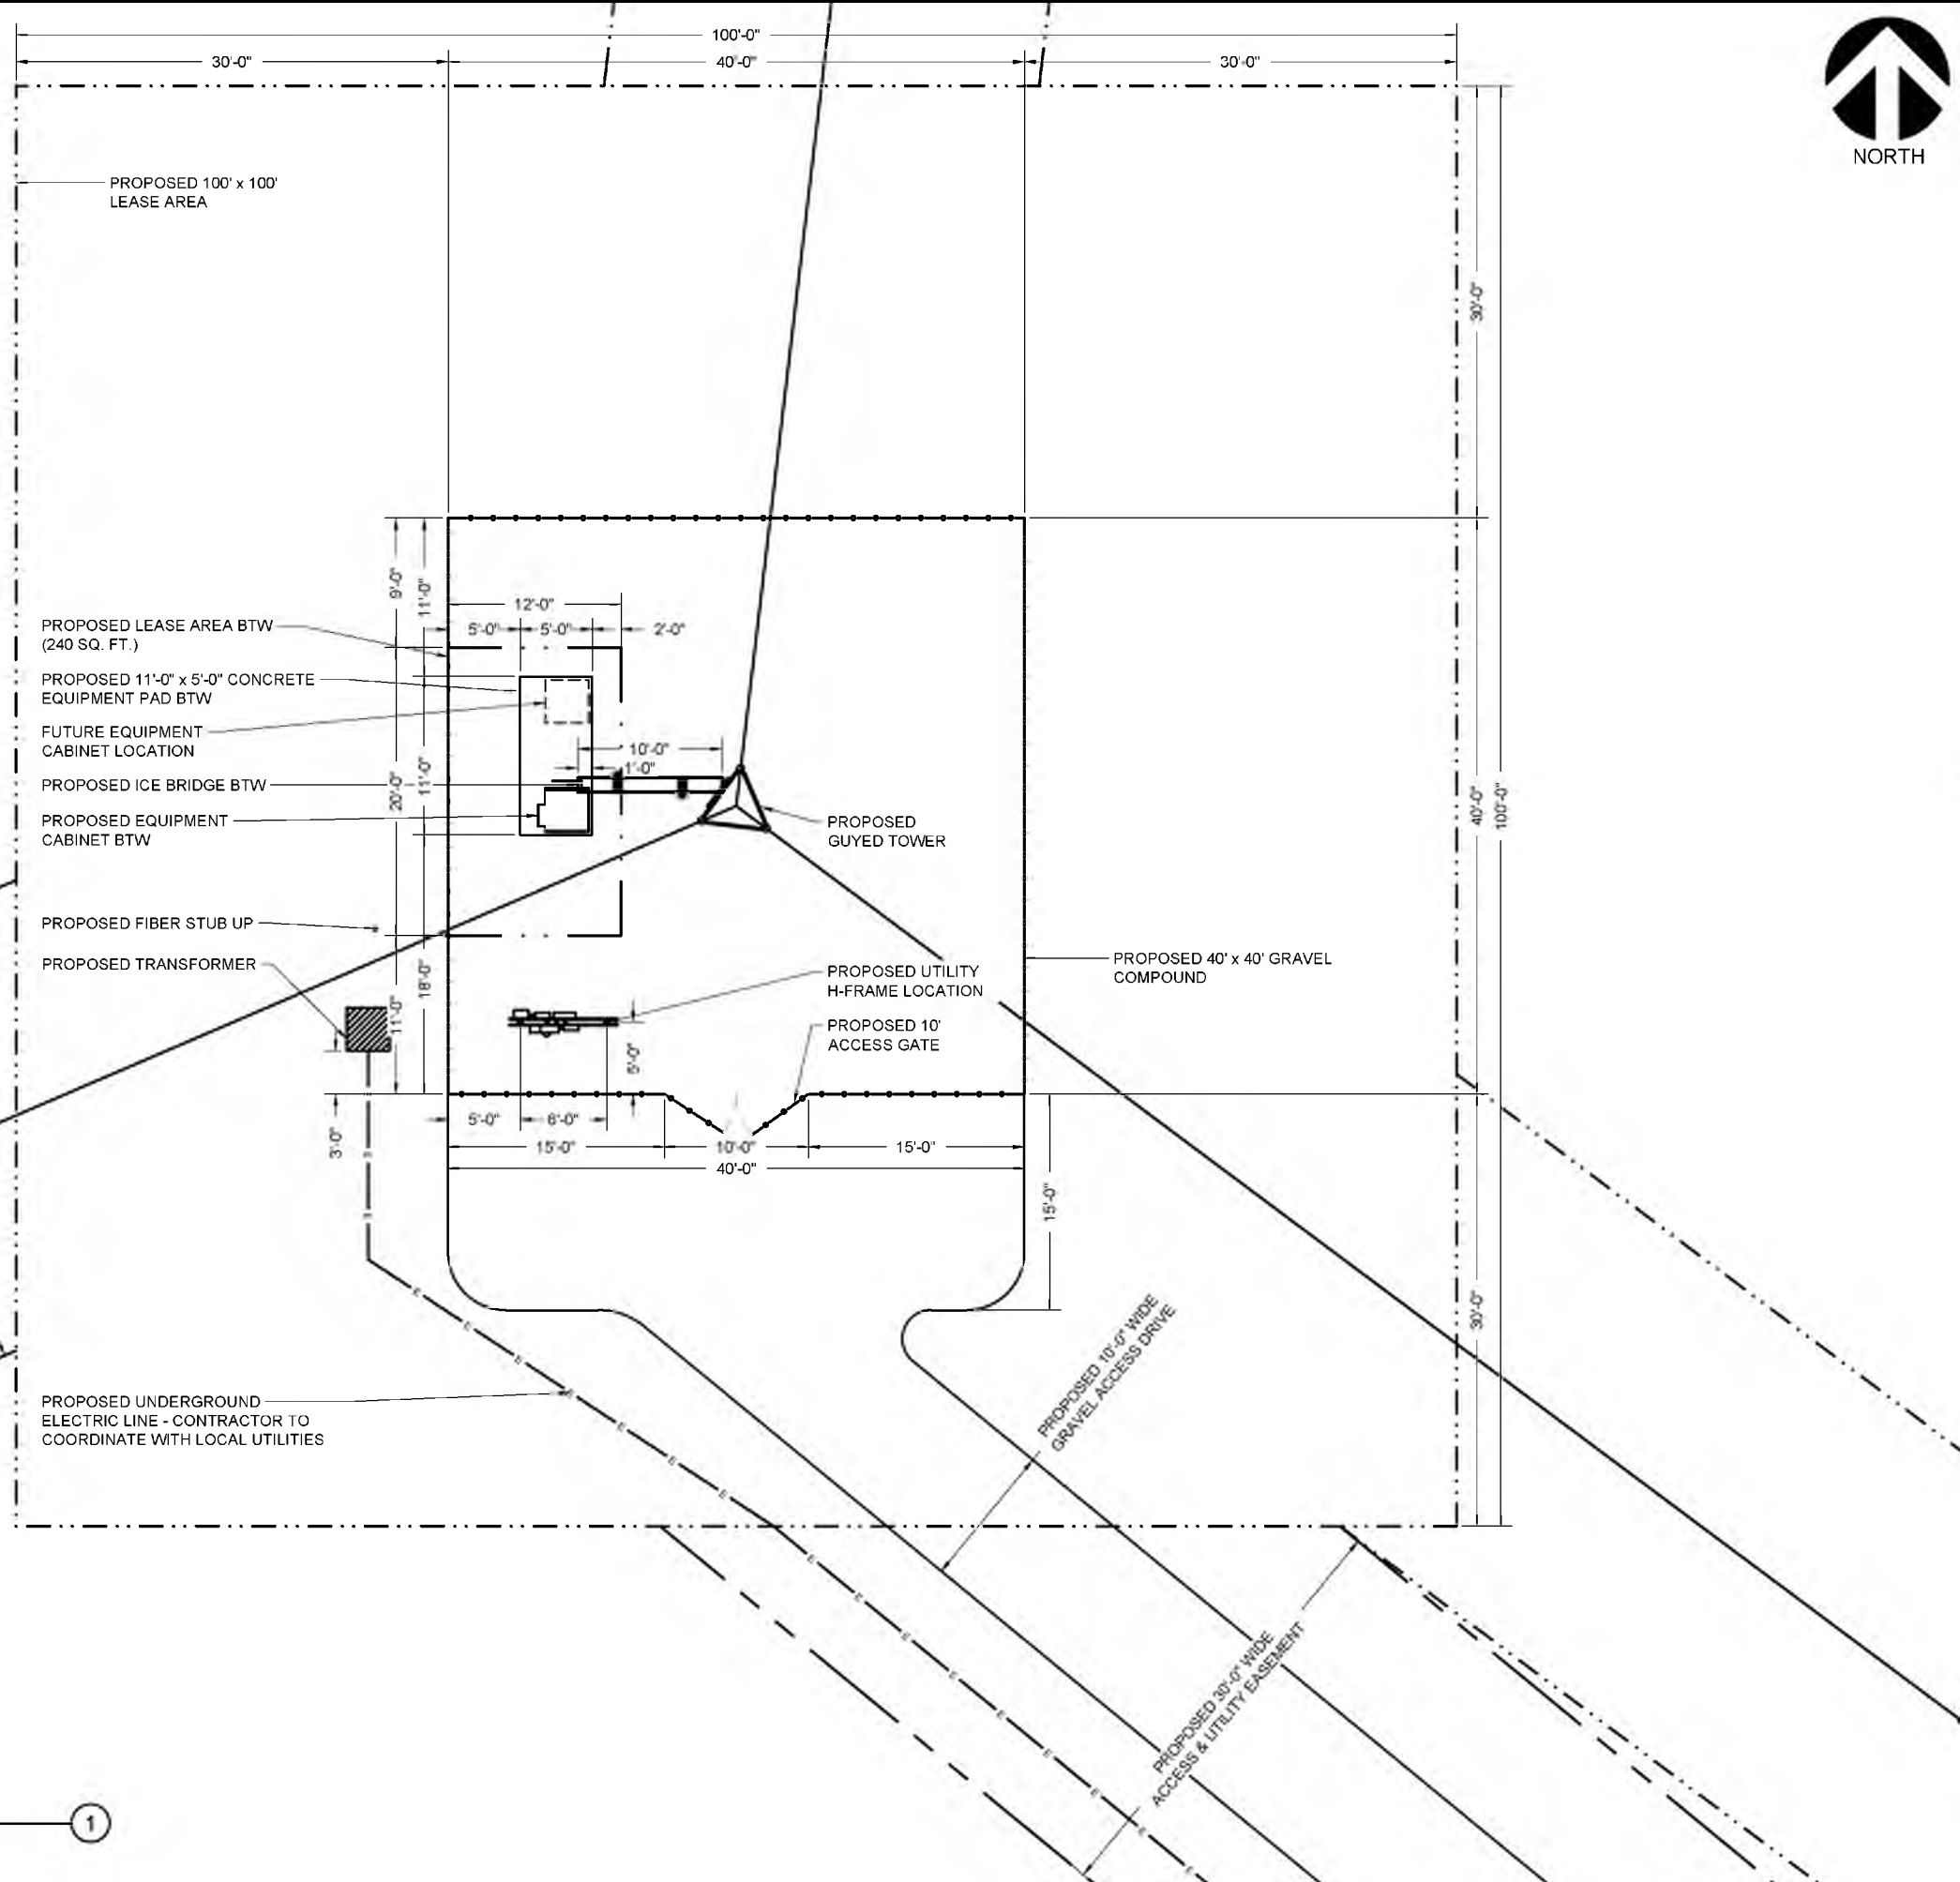 100'-0"
30'-0"
40'-0"
30'-0"
NORTH
PROPOSED 100' x 100'
LEASE AREA
30'-0"
9'-0"
11'-0"
12'-0"
5'-0"
5'-0"
2'-0"
PROPOSED LEASE AREA BTW
(240 SQ. FT.)
PROPOSED 11'-0" x 5'-0" CONCRETE
EQUIPMENT PAD BTW
FUTURE EQUIPMENT
CABINET LOCATION
10'-0"
1'-0"
PROPOSED ICE BRIDGE BTW
20'-0"
11'-0"
40'-0"
100'-0"
PROPOSED EQUIPMENT
CABINET BTW
PROPOSED
GUYED TOWER
PROPOSED FIBER STUB UP
PROPOSED TRANSFORMER
18'-0"
11'-0"
PROPOSED UTILITY
H-FRAME LOCATION
PROPOSED 40' x 40' GRAVEL
COMPOUND
PROPOSED 10'
ACCESS GATE
5'-0"
3'-0"
5'-0"
6'-0"
15'-0"
10'-0"
15'-0"
40'-0"
15'-0"
30'-0"
PROPOSED 10'-0" WIDE
GRAVEL ACCESS DRIVE
PROPOSED UNDERGROUND
ELECTRIC LINE - CONTRACTOR TO
COORDINATE WITH LOCAL UTILITIES
PROPOSED 30'-0" WIDE
ACCESS & UTILITY EASEMENT
1